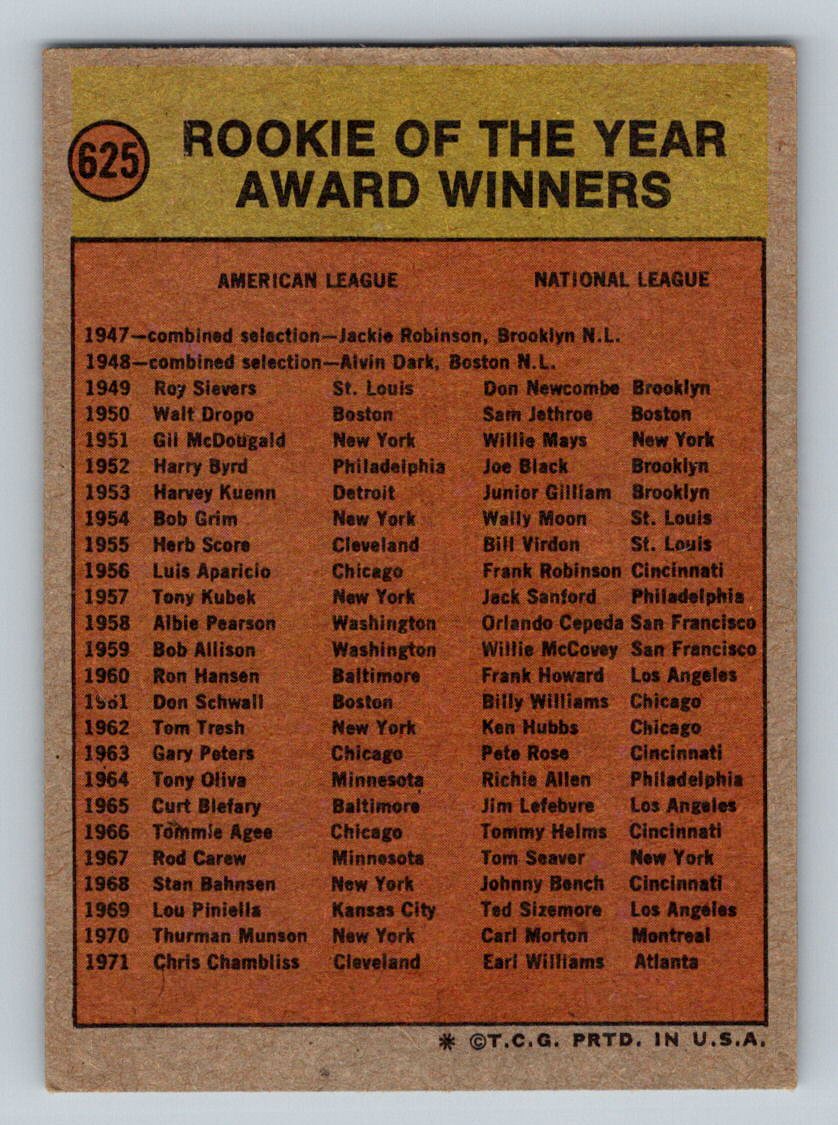 625
ROOKIE OF THE YEAR
AWARD WINNERS
AMERICAN LEAGUE NATIONAL LEAGUE
1947—combined selection—Jackie Robinson, Brooklyn N.L.
1948—combined selection—Alvin Dark, Boston N.L.
1949 Roy Sievers St. Louis Don Newcombe Brooklyn
1950 Walt Dropo Boston Sam Jethroe Boston
1951 Gil McDougald New York Willie Mays New York
1952 Harry Byrd Philadelphia Joe Black Brooklyn
1953 Harvey Kuenn Detroit Junior Gilliam Brooklyn
1954 Bob Grim New York Wally Moon St. Louis
1955 Herb Score Cleveland Bill Virdon St. Louis
1956 Luis Aparicio Chicago Frank Robinson Cincinnati
1957 Tony Kubek New York Jack Sanford Philadelphia
1958 Albie Pearson Washington Orlando Cepeda San Francisco
1959 Bob Allison Washington Willie McCovey San Francisco
1960 Ron Hansen Baltimore Frank Howard Los Angeles
1961 Don Schwall Boston Billy Williams Chicago
1962 Tom Tresh New York Ken Hubbs Chicago
1963 Gary Peters Chicago Pete Rose Cincinnati
1964 Tony Oliva Minnesota Richie Allen Philadelphia
1965 Curt Blefary Baltimore Jim Lefebvre Los Angeles
1966 Tommie Agee Chicago Tommy Helms Cincinnati
1967 Rod Carew Minnesota Tom Seaver New York
1968 Stan Bahnsen New York Johnny Bench Cincinnati
1969 Lou Piniella Kansas City Ted Sizemore Los Angeles
1970 Thurman Munson New York Carl Morton Montreal
1971 Chris Chambliss Cleveland Earl Williams Atlanta
* ©T.C.G. PRTD. IN U.S.A.